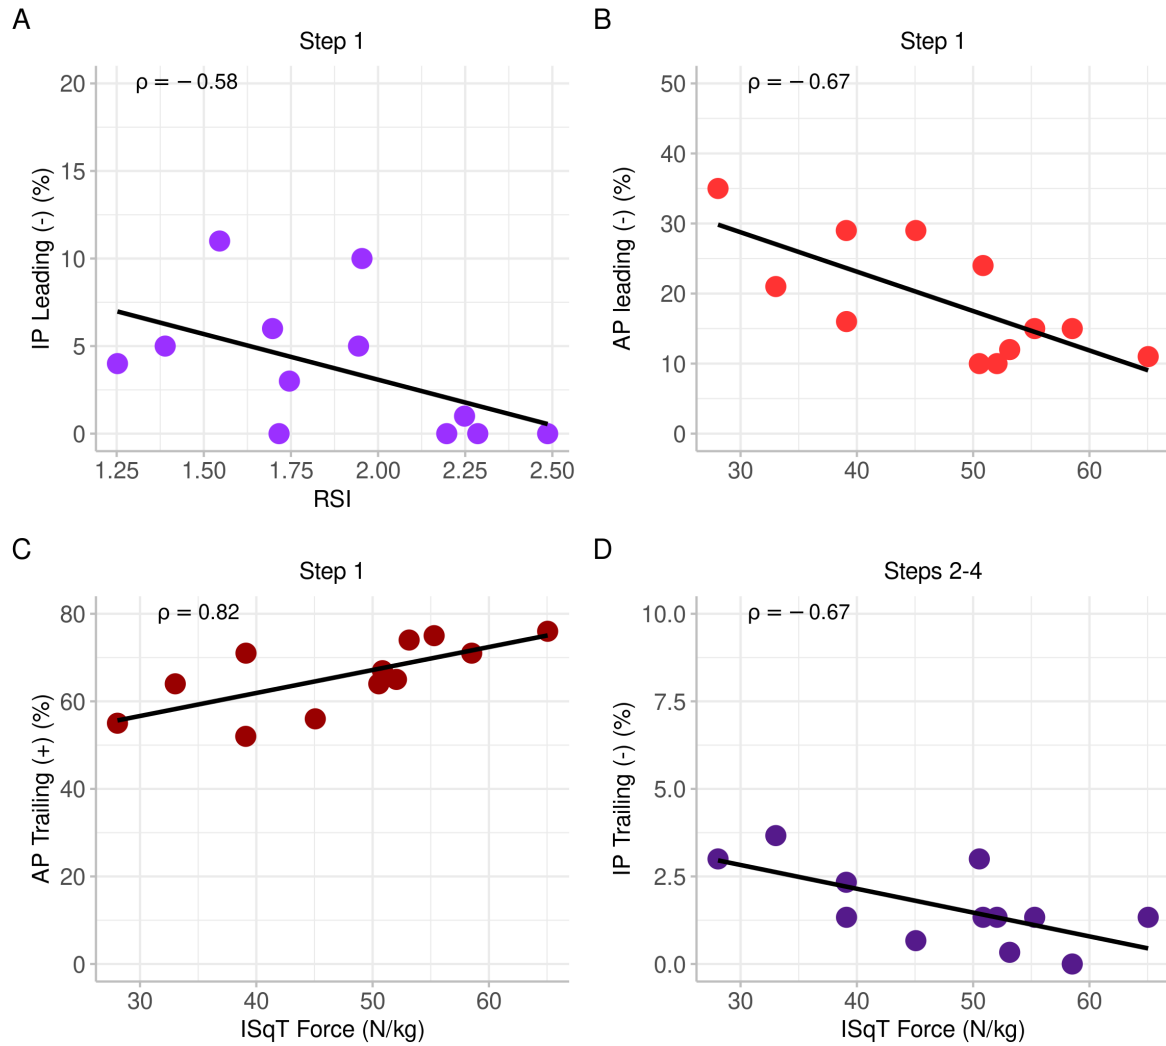 A
Step 1
ρ = −0.58
20
15
10
5
0
IP Leading (-) (%)
1.25 1.50 1.75 2.00 2.25 2.50
RSI
B
Step 1
ρ = −0.67
50
40
30
20
10
0
AP leading (-) (%)
30 40 50 60
C
Step 1
ρ = 0.82
80
60
40
20
0
AP Trailing (+) (%)
30 40 50 60
ISqT Force (N/kg)
D
Steps 2-4
ρ = −0.67
10.0
7.5
5.0
2.5
0.0
IP Trailing (-) (%)
30 40 50 60
ISqT Force (N/kg)